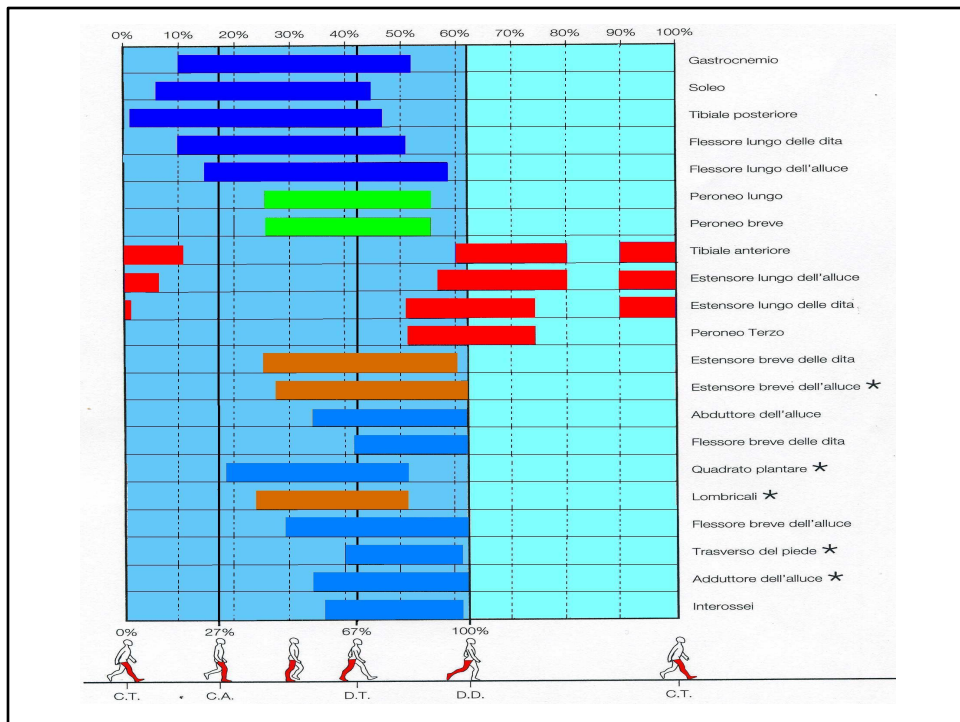 0% 10% 20% 30% 40% 50% 60% 70% 80% 90% 100%
Gastrocnemio
Soleo
Tibiale posteriore
Flessore lungo delle dita
Flessore lungo dell'alluce
Peroneo lungo
Peroneo breve
Tibiale anteriore
Estensore lungo dell'alluce
Estensore lungo delle dita
Peroneo Terzo
Estensore breve delle dita
Estensore breve dell'alluce *
Abduttore dell'alluce
Flessore breve delle dita
Quadrato plantare *
Lombricali *
Flessore breve dell'alluce
Trasverso del piede *
Adduttore dell'alluce *
Interossei
0% 27% 67% 100%
C.T. C.A. D.T. D.D. C.T.